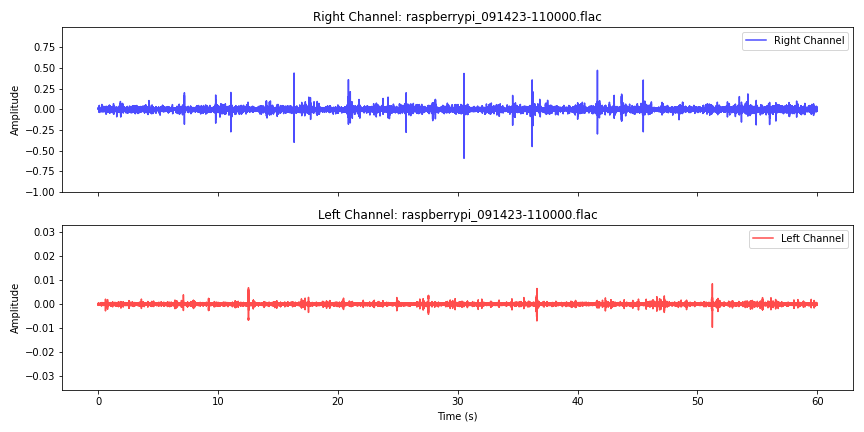 Right Channel: raspberrypi_091423-110000.flac
Right Channel
Amplitude
0.75
0.50
0.25
0.00
−0.25
−0.50
−0.75
−1.00
Left Channel: raspberrypi_091423-110000.flac
Left Channel
Amplitude
0.03
0.02
0.01
0.00
−0.01
−0.02
−0.03
0 10 20 30 40 50 60
Time (s)